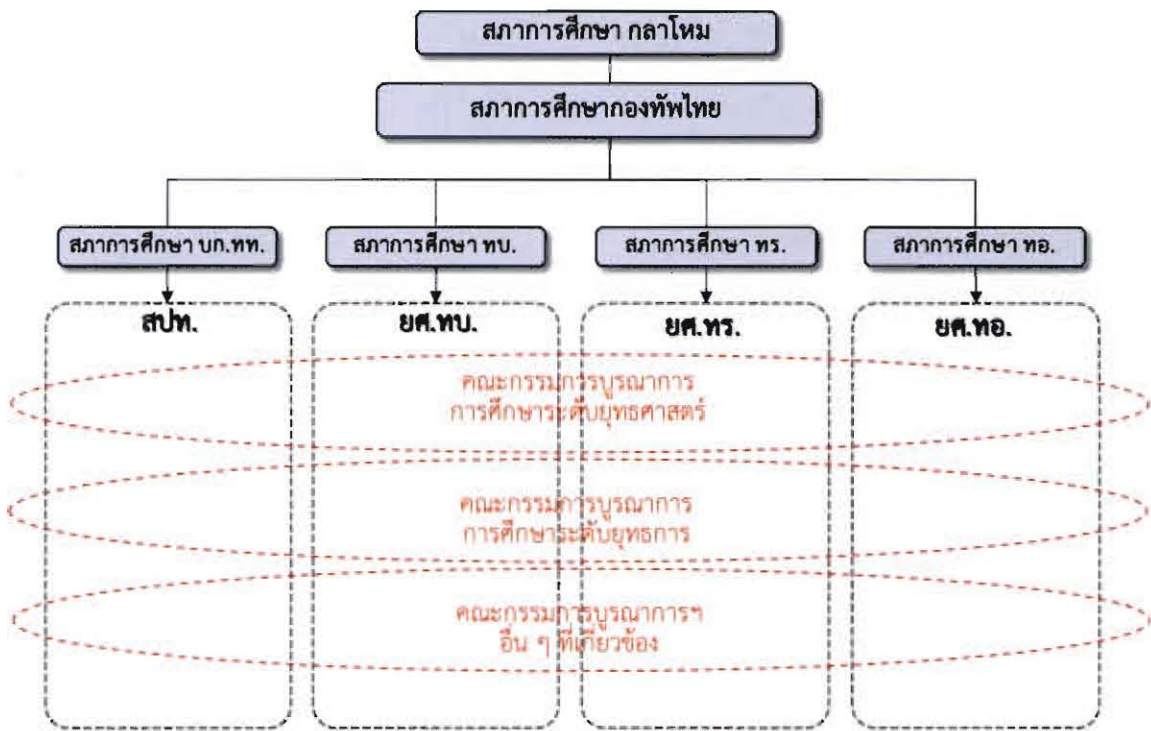 สภาการศึกษา กลาโหม
สภาการศึกษากองทัพไทย
สภาการศึกษา บก.ทท.
สภาการศึกษา ทบ.
สภาการศึกษา ทร.
สภาการศึกษา ทอ.
สปท.
ยศ.ทบ.
ยศ.ทร.
ยศ.ทอ.
คณะกรรมการบูรณาการ
การศึกษาระดับยุทธศาสตร์
คณะกรรมการบูรณาการ
การศึกษาระดับยุทธการ
คณะกรรมการบูรณาการฯ
อื่น ๆ ที่เกี่ยวข้อง